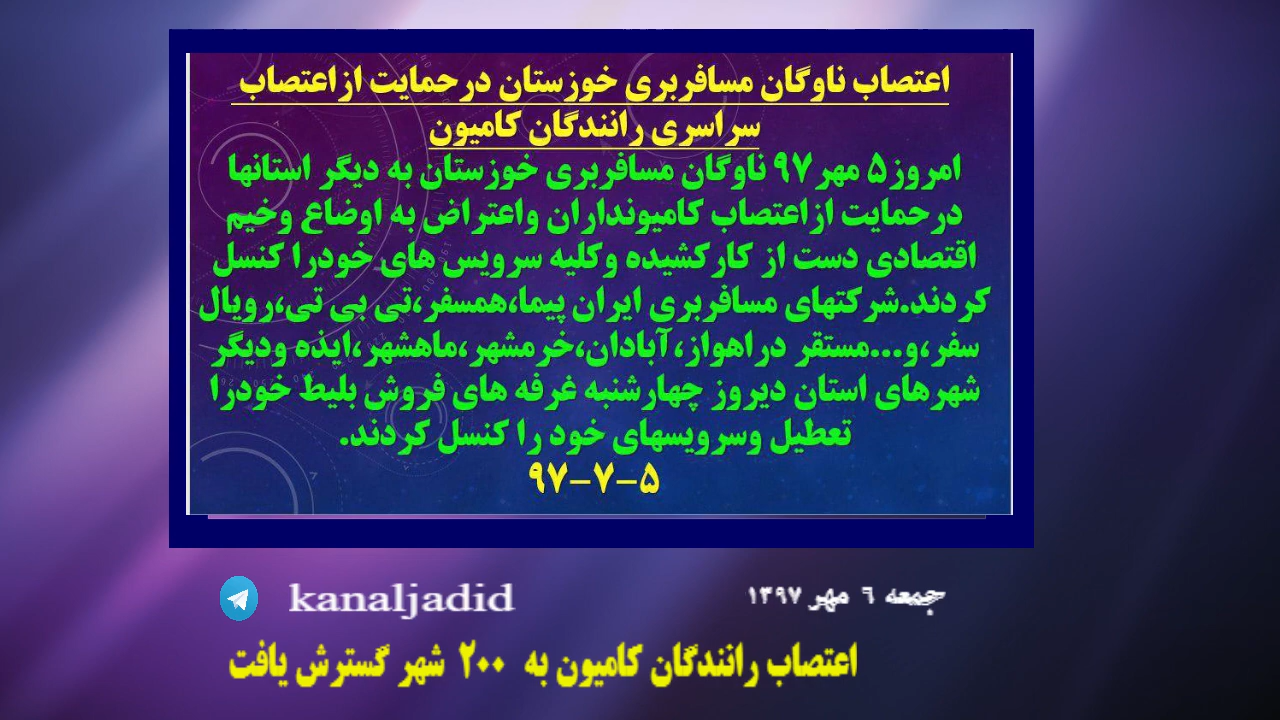 اعتصاب ناوگان مسافربری خوزستان درحمایت ازاعتصاب
سراسری رانندگان کامیون
امروز۵ مهر۹۷ ناوگان مسافربری خوزستان به دیگر استانها
درحمایت ازاعتصاب کامیونداران واعتراض به اوضاع وخیم
اقتصادی دست از کارکشیده وکلیه سرویس های خودرا کنسل
کردند.شرکتهای مسافربری ایران پیما،همسفر،تی بی تی،رویال
سفر،و...مستقر دراهواز،آبادان،خرمشهر،ماهشهر،ایذه ودیگر
شهرهای استان دیروز چهارشنبه غرفه های فروش بلیط خودرا
تعطیل وسرویسهای خود را کنسل کردند.
۹۷-۷-۵
kanaljadid
جمعه ۶ مهر ۱۳۹۷
اعتصاب رانندگان کامیون به ۲۰۰ شهر گسترش یافت